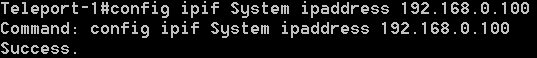 Teleport-1#config ipif System ipaddress 192.168.0.100
Command: config ipif System ipaddress 192.168.0.100
Success.